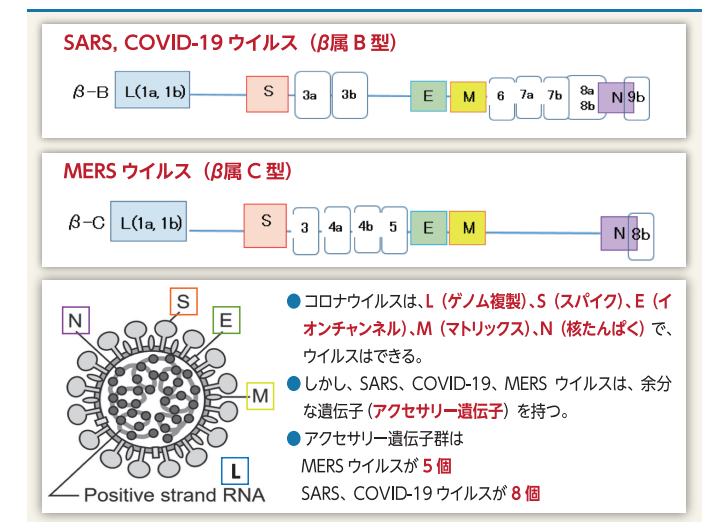 SARS, COVID-19 ウイルス（β属 B 型）
β-B L(1a, 1b) S 3a 3b E M 6 7a 7b 8a 8b N 9b
MERS ウイルス（β属 C 型）
β-C L(1a, 1b) S 3 4a 4b 5 E M N 8b
N S E M L
Positive strand RNA
●コロナウイルスは、L（ゲノム複製）、S（スパイク）、E（イ
オンチャンネル）、M（マトリックス）、N（核たんぱく）で、
ウイルスはできる。
●しかし、SARS、COVID-19、MERS ウイルスは、余分
な遺伝子（アクセサリー遺伝子）を持つ。
●アクセサリー遺伝子群は
MERS ウイルスが 5 個
SARS、COVID-19 ウイルスが 8 個